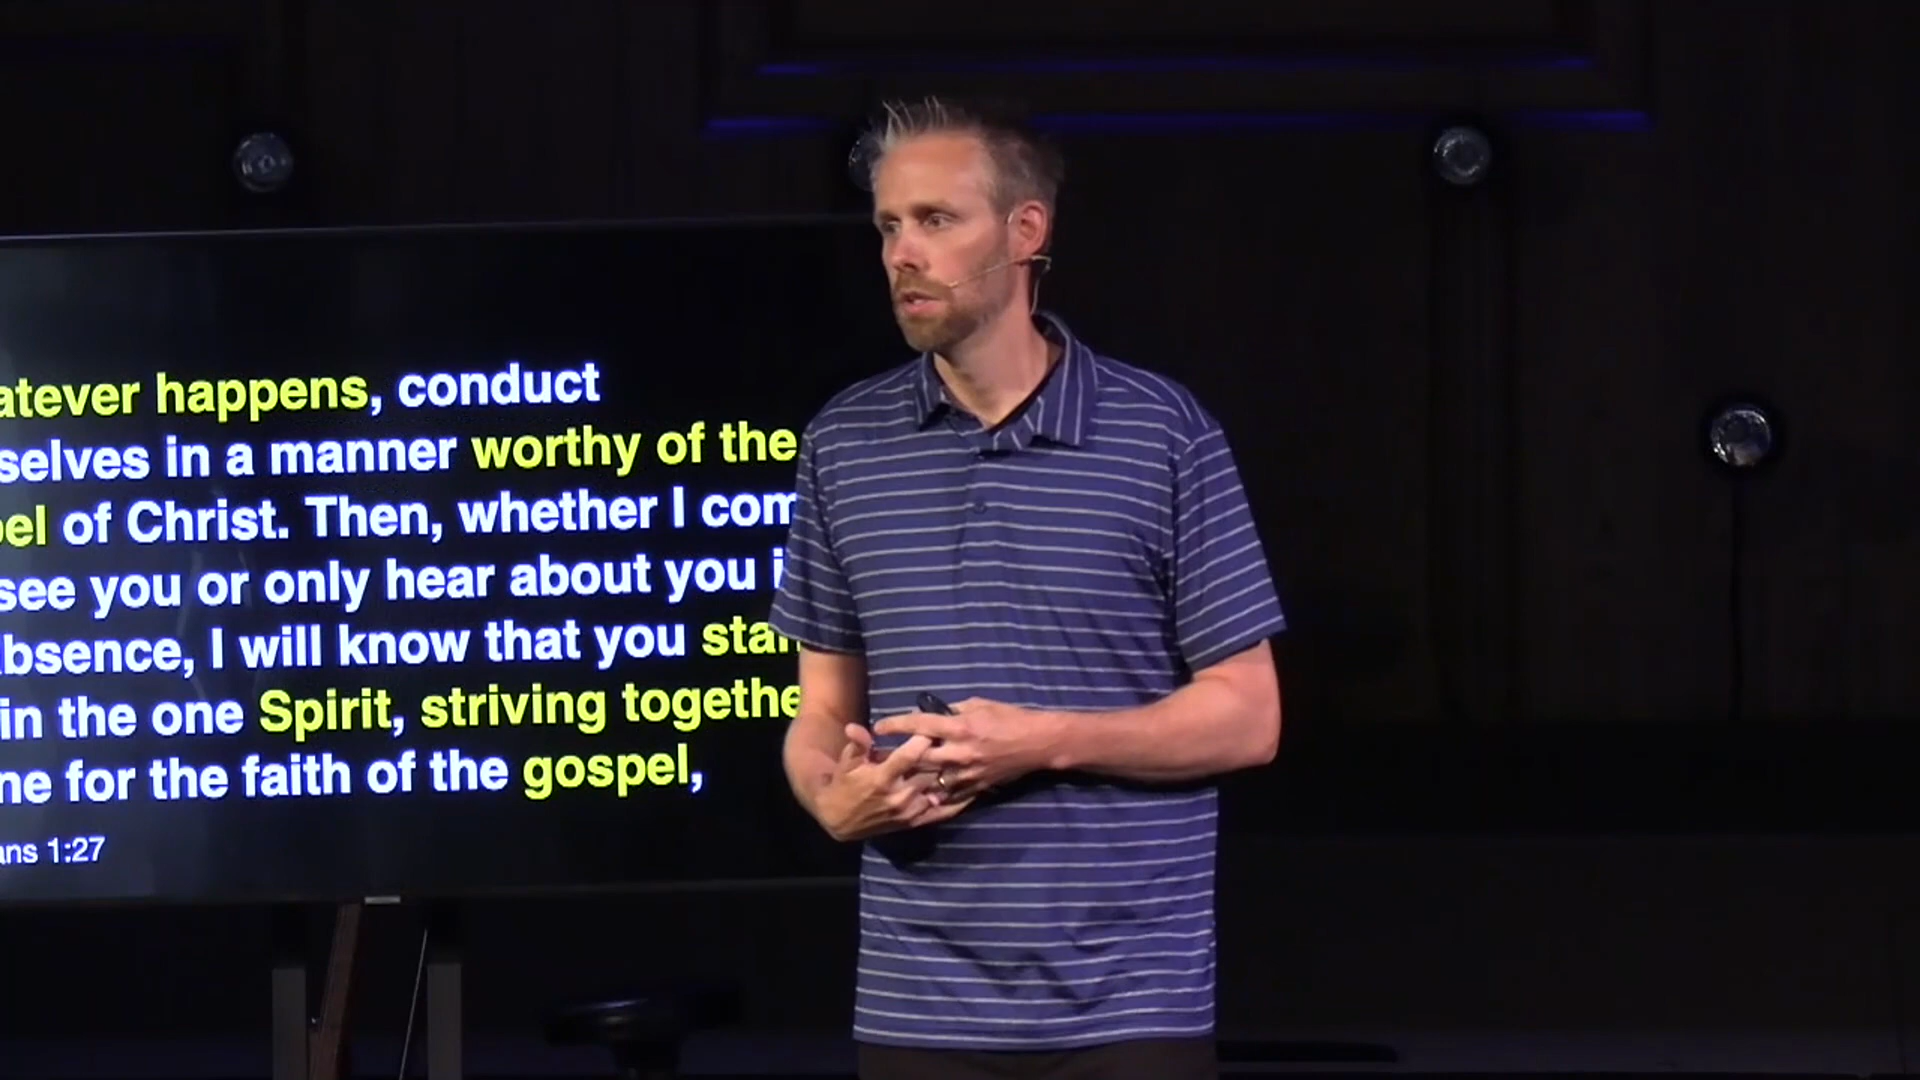 atever happens, conduct
selves in a manner worthy of the
el of Christ. Then, whether I com
see you or only hear about you i
bsence, I will know that you stan
in the one Spirit, striving togethe
ne for the faith of the gospel,
ans 1:27